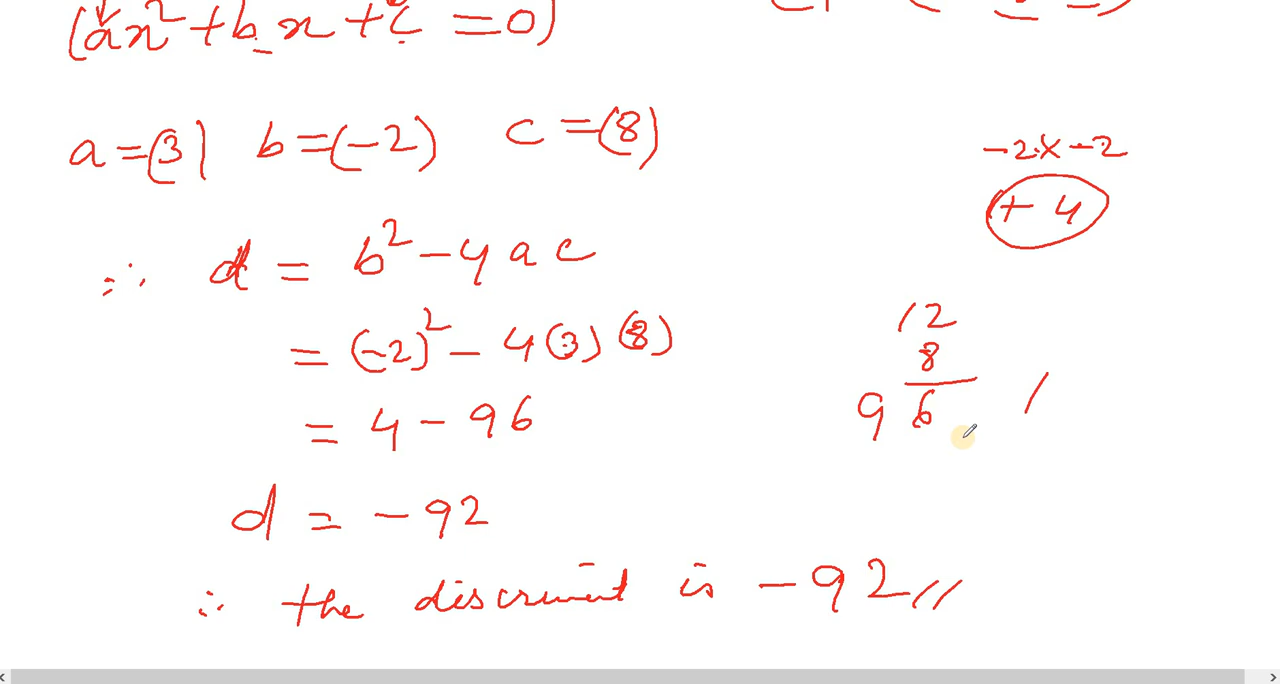 (ax²+bx+c=0)
a=(3) b=(-2) c=(8)
-2x-2
+4
∴ d = b²-4ac
= (-2)² - 4(3)(8)
12
8
96
= 4 - 96
d = -92
∴ the discrimint is -92//